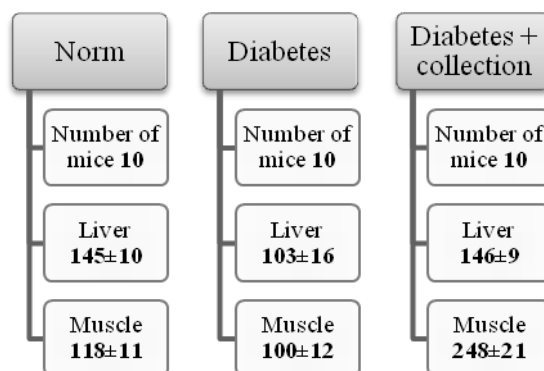 Norm
Number of
mice 10
Liver
145±10
Muscle
118±11
Diabetes
Number of
mice 10
Liver
103±16
Muscle
100±12
Diabetes +
collection
Number of
mice 10
Liver
146±9
Muscle
248±21